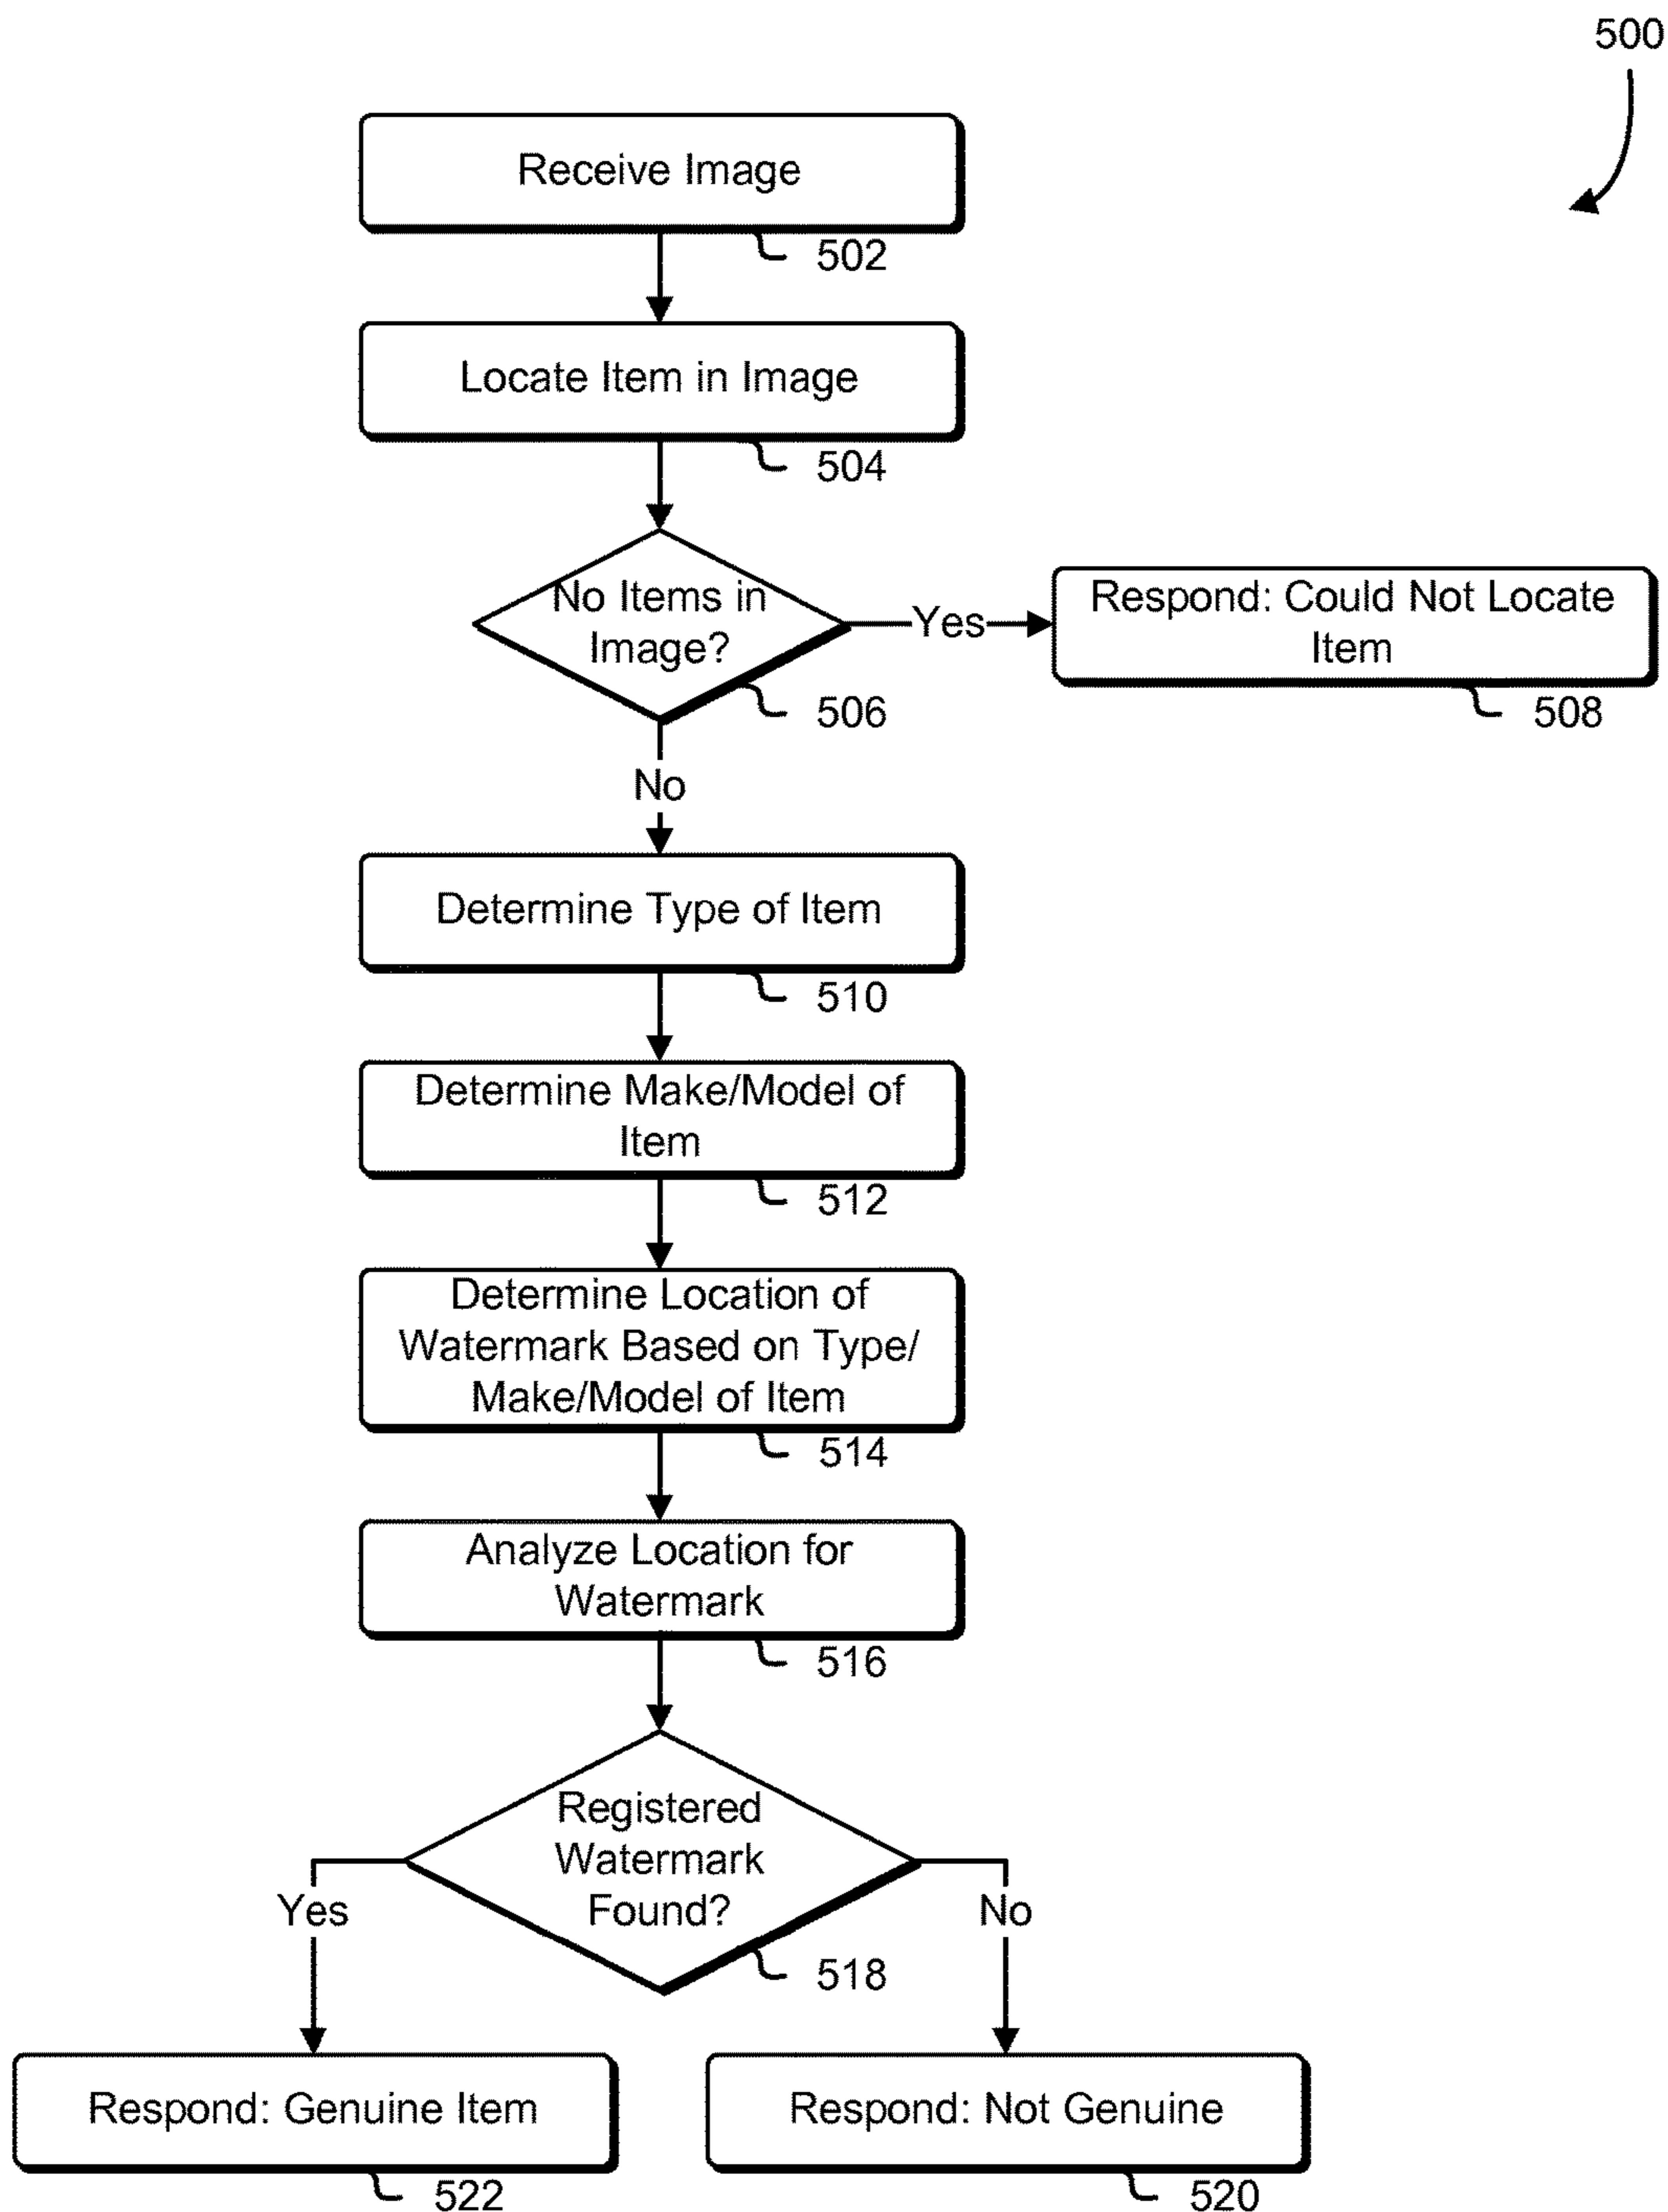 500
Receive Image
502
Locate Item in Image
504
No Items in
Image?
506
Yes
Respond: Could Not Locate
Item
508
No
Determine Type of Item
510
Determine Make/Model of
Item
512
Determine Location of
Watermark Based on Type/
Make/Model of Item
514
Analyze Location for
Watermark
516
Registered
Watermark
Found?
518
Yes
No
Respond: Genuine Item
522
Respond: Not Genuine
520